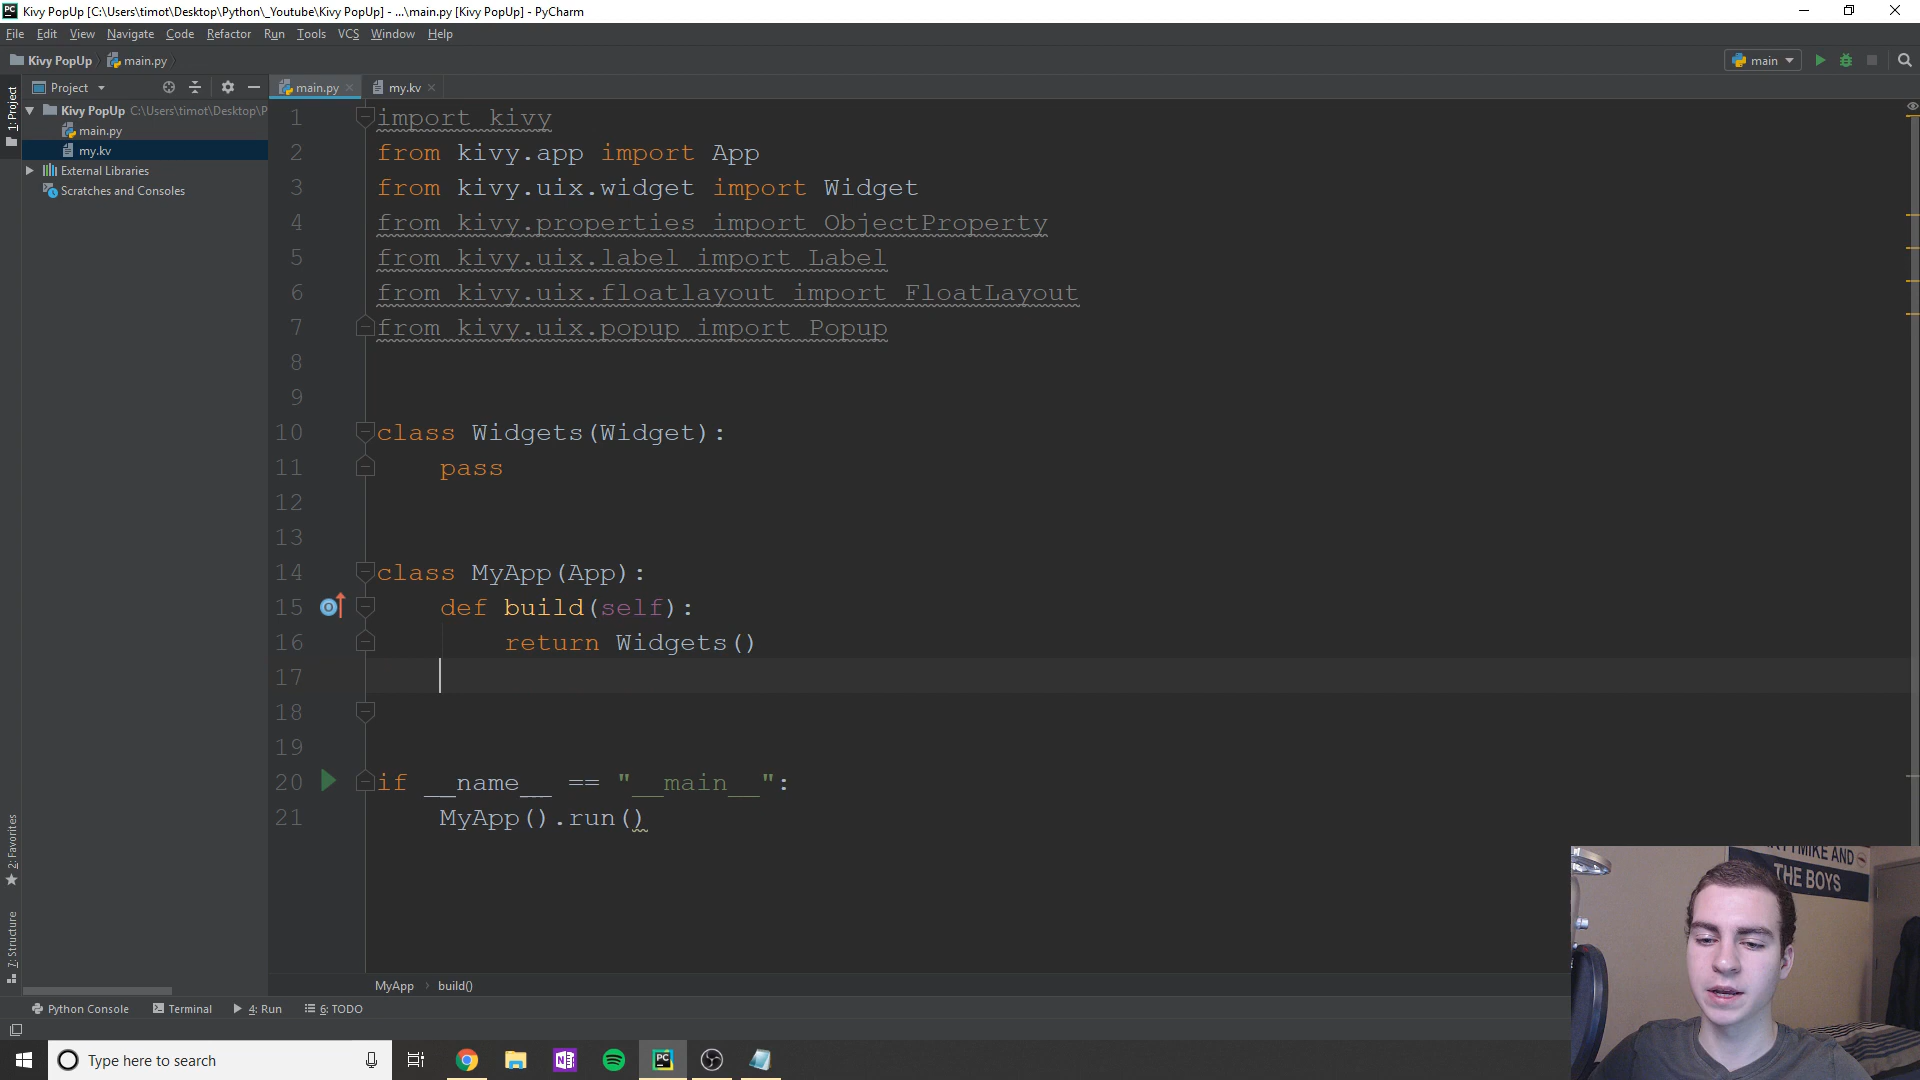 Kivy PopUp [C:\Users\timot\Desktop\Python\_Youtube\Kivy PopUp] - ...\main.py [Kivy PopUp] - PyCharm
File Edit View Navigate Code Refactor Run Tools VCS Window Help
Kivy PopUp main.py main
1: Project
Project
main.py my.kv
Kivy PopUp C:\Users\timot\Desktop\P
main.py
my.kv
External Libraries
Scratches and Consoles
1 import kivy
2 from kivy.app import App
3 from kivy.uix.widget import Widget
4 from kivy.properties import ObjectProperty
5 from kivy.uix.label import Label
6 from kivy.uix.floatlayout import FloatLayout
7 from kivy.uix.popup import Popup
8
9
10 class Widgets(Widget):
11 pass
12
13
14 class MyApp(App):
15 def build(self):
16 return Widgets()
17
18
19
20 if __name__ == "__main__":
21 MyApp().run()
2: Favorites
7: Structure
MyApp build()
Python Console Terminal 4: Run 6: TODO
Type here to search
MIKE AND
THE BOYS